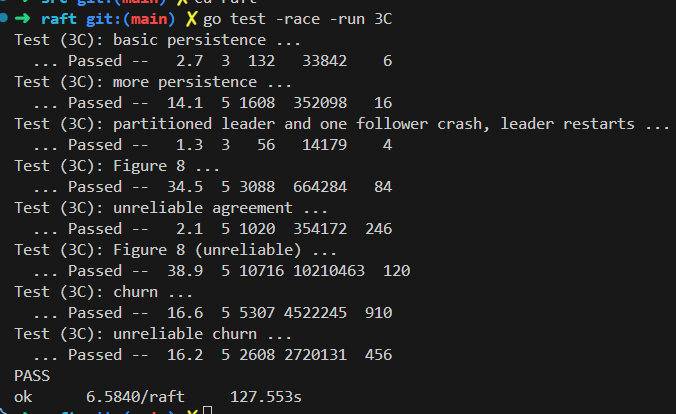 ➜ src git:(main) ✗ cd raft
➜ raft git:(main) ✗ go test -race -run 3C
Test (3C): basic persistence ...
  ... Passed --   2.7  3  132   33842    6
Test (3C): more persistence ...
  ... Passed --  14.1  5 1608  352098   16
Test (3C): partitioned leader and one follower crash, leader restarts ...
  ... Passed --   1.3  3   56   14179    4
Test (3C): Figure 8 ...
  ... Passed --  34.5  5 3088  664284   84
Test (3C): unreliable agreement ...
  ... Passed --   2.1  5 1020  354172  246
Test (3C): Figure 8 (unreliable) ...
  ... Passed --  38.9  5 10716 10210463  120
Test (3C): churn ...
  ... Passed --  16.6  5 5307 4522245  910
Test (3C): unreliable churn ...
  ... Passed --  16.2  5 2608 2720131  456
PASS
ok      6.5840/raft     127.553s